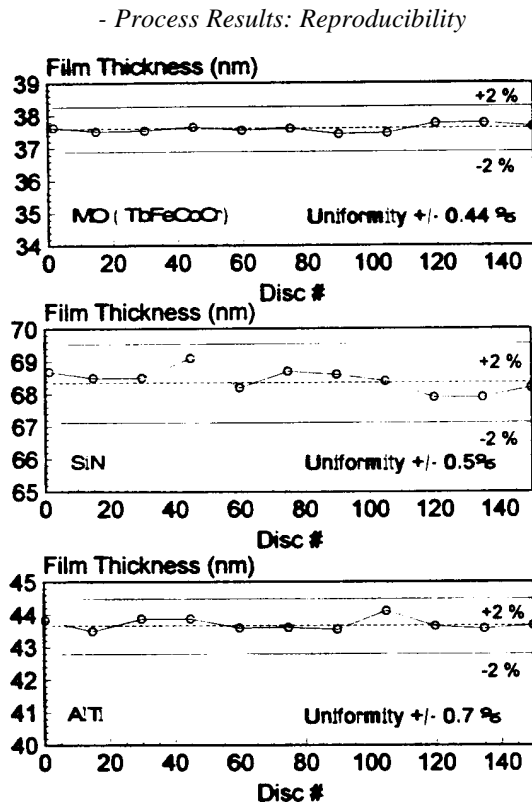 - Process Results: Reproducibility
Film Thickness (nm)
39
38
37
36
35
34
+2 %
-2 %
MO ( TbFeCoCr)
Uniformity +/- 0.44 %
0 20 40 60 80 100 120 140
Disc #
Film Thickness (nm)
70
69
68
67
66
65
+2 %
-2 %
SiN
Uniformity +/- 0.5%
0 20 40 60 80 100 120 140
Disc #
Film Thickness (nm)
45
44
43
42
41
40
+2 %
-2 %
AlTi
Uniformity +/- 0.7 %
0 20 40 60 80 100 120 140
Disc #